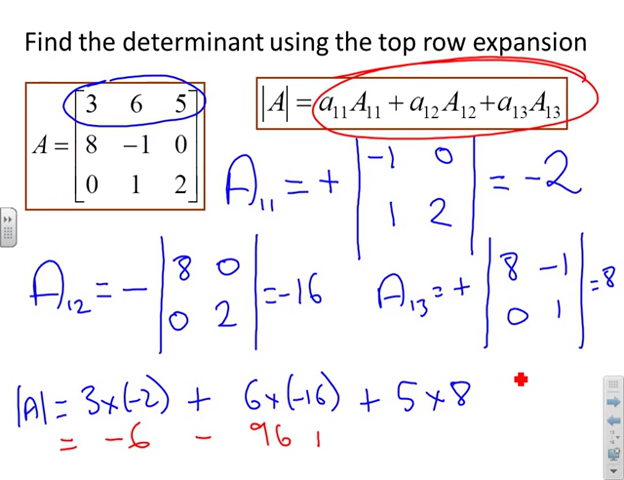 Find the determinant using the top row expansion
A = [3 6 5
8 −1 0
0 1 2]
|A| = a₁₁A₁₁ + a₁₂A₁₂ + a₁₃A₁₃
A₁₁ = + |-1 0
1 2| = -2
A₁₂ = - |8 0
0 2| = -16
A₁₃ = + |8 -1
0 1| = 8
|A| = 3×(-2) + 6×(-16) + 5×8
= -6 - 96